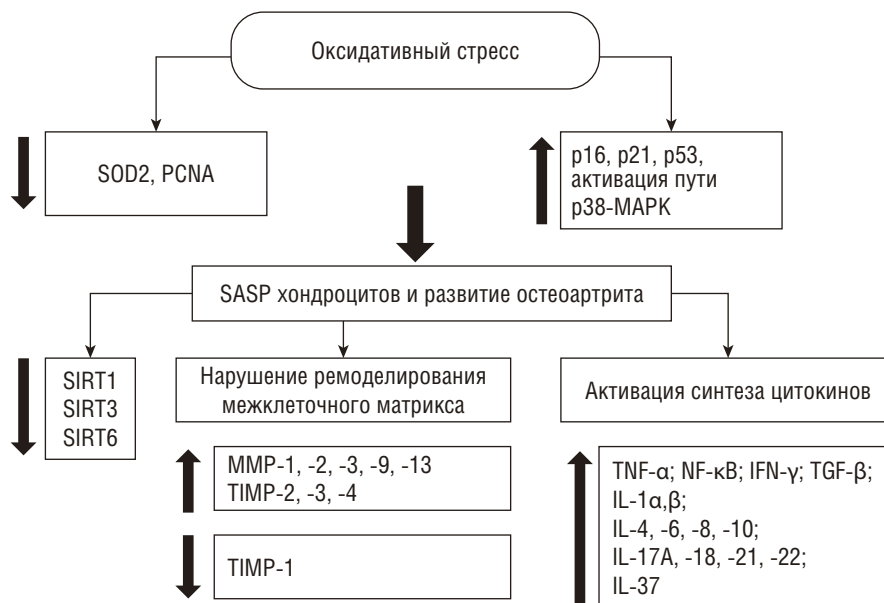 Оксидативный стресс
SOD2, PCNA
p16, p21, p53,
активация пути
p38-MAPK
SASP хондроцитов и развитие остеоартрита
SIRT1
SIRT3
SIRT6
Нарушение ремоделирования
межклеточного матрикса
Активация синтеза цитокинов
MMP-1, -2, -3, -9, -13
TIMP-2, -3, -4
TIMP-1
TNF-α; NF-κB; IFN-γ; TGF-β;
IL-1α,β;
IL-4, -6, -8, -10;
IL-17A, -18, -21, -22;
IL-37